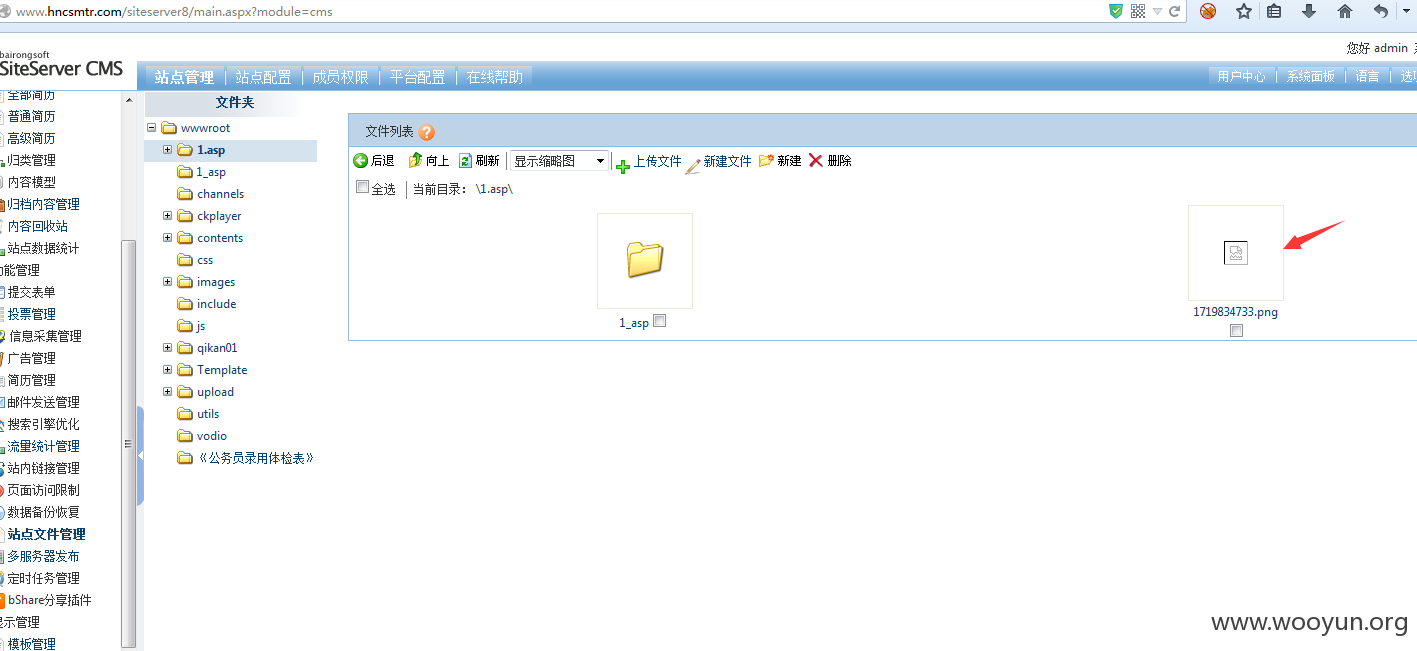 www.hncsmtr.com/siteserver8/main.aspx?module=cms
您好 admin
bairongsoft
SiteServer CMS
站点管理 站点配置 成员权限 平台配置 在线帮助
用户中心 系统面板 语言
全部简历
普通简历
高级简历
归类管理
内容模型
归档内容管理
内容回收站
站点数据统计
能管理
提交表单
投票管理
信息采集管理
广告管理
简历管理
邮件发送管理
搜索引擎优化
流量统计管理
站内链接管理
页面访问限制
数据备份恢复
站点文件管理
多服务器发布
定时任务管理
bShare分享插件
显示管理
模板管理
文件夹
wwwroot
1.asp
1_asp
channels
ckplayer
contents
css
images
include
js
qikan01
Template
upload
utils
vodio
《公务员录用体检表》
文件列表 ?
后退 向上 刷新 显示缩略图 上传文件 新建文件 新建 删除
全选 当前目录： \1.asp\
1_asp
1719834733.png
www.wooyun.org